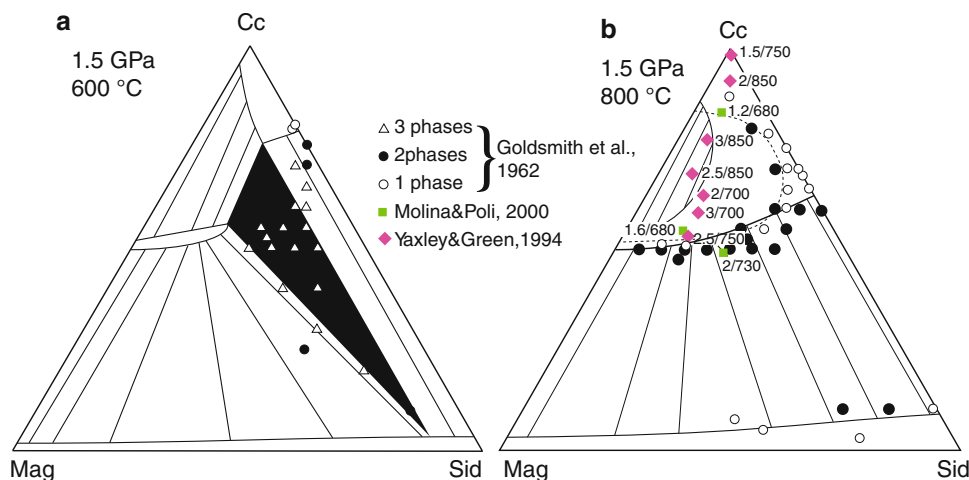 a
Cc
1.5 GPa
600 °C
3 phases
2phases
1 phase
Goldsmith et al.,
1962
Molina&Poli, 2000
Yaxley&Green,1994
Mag
Sid
b
Cc
1.5 GPa
800 °C
1.5/750
2/850
1.2/680
3/850
2.5/850
2/700
3/700
1.6/680
2.5/750
2/730
Mag
Sid